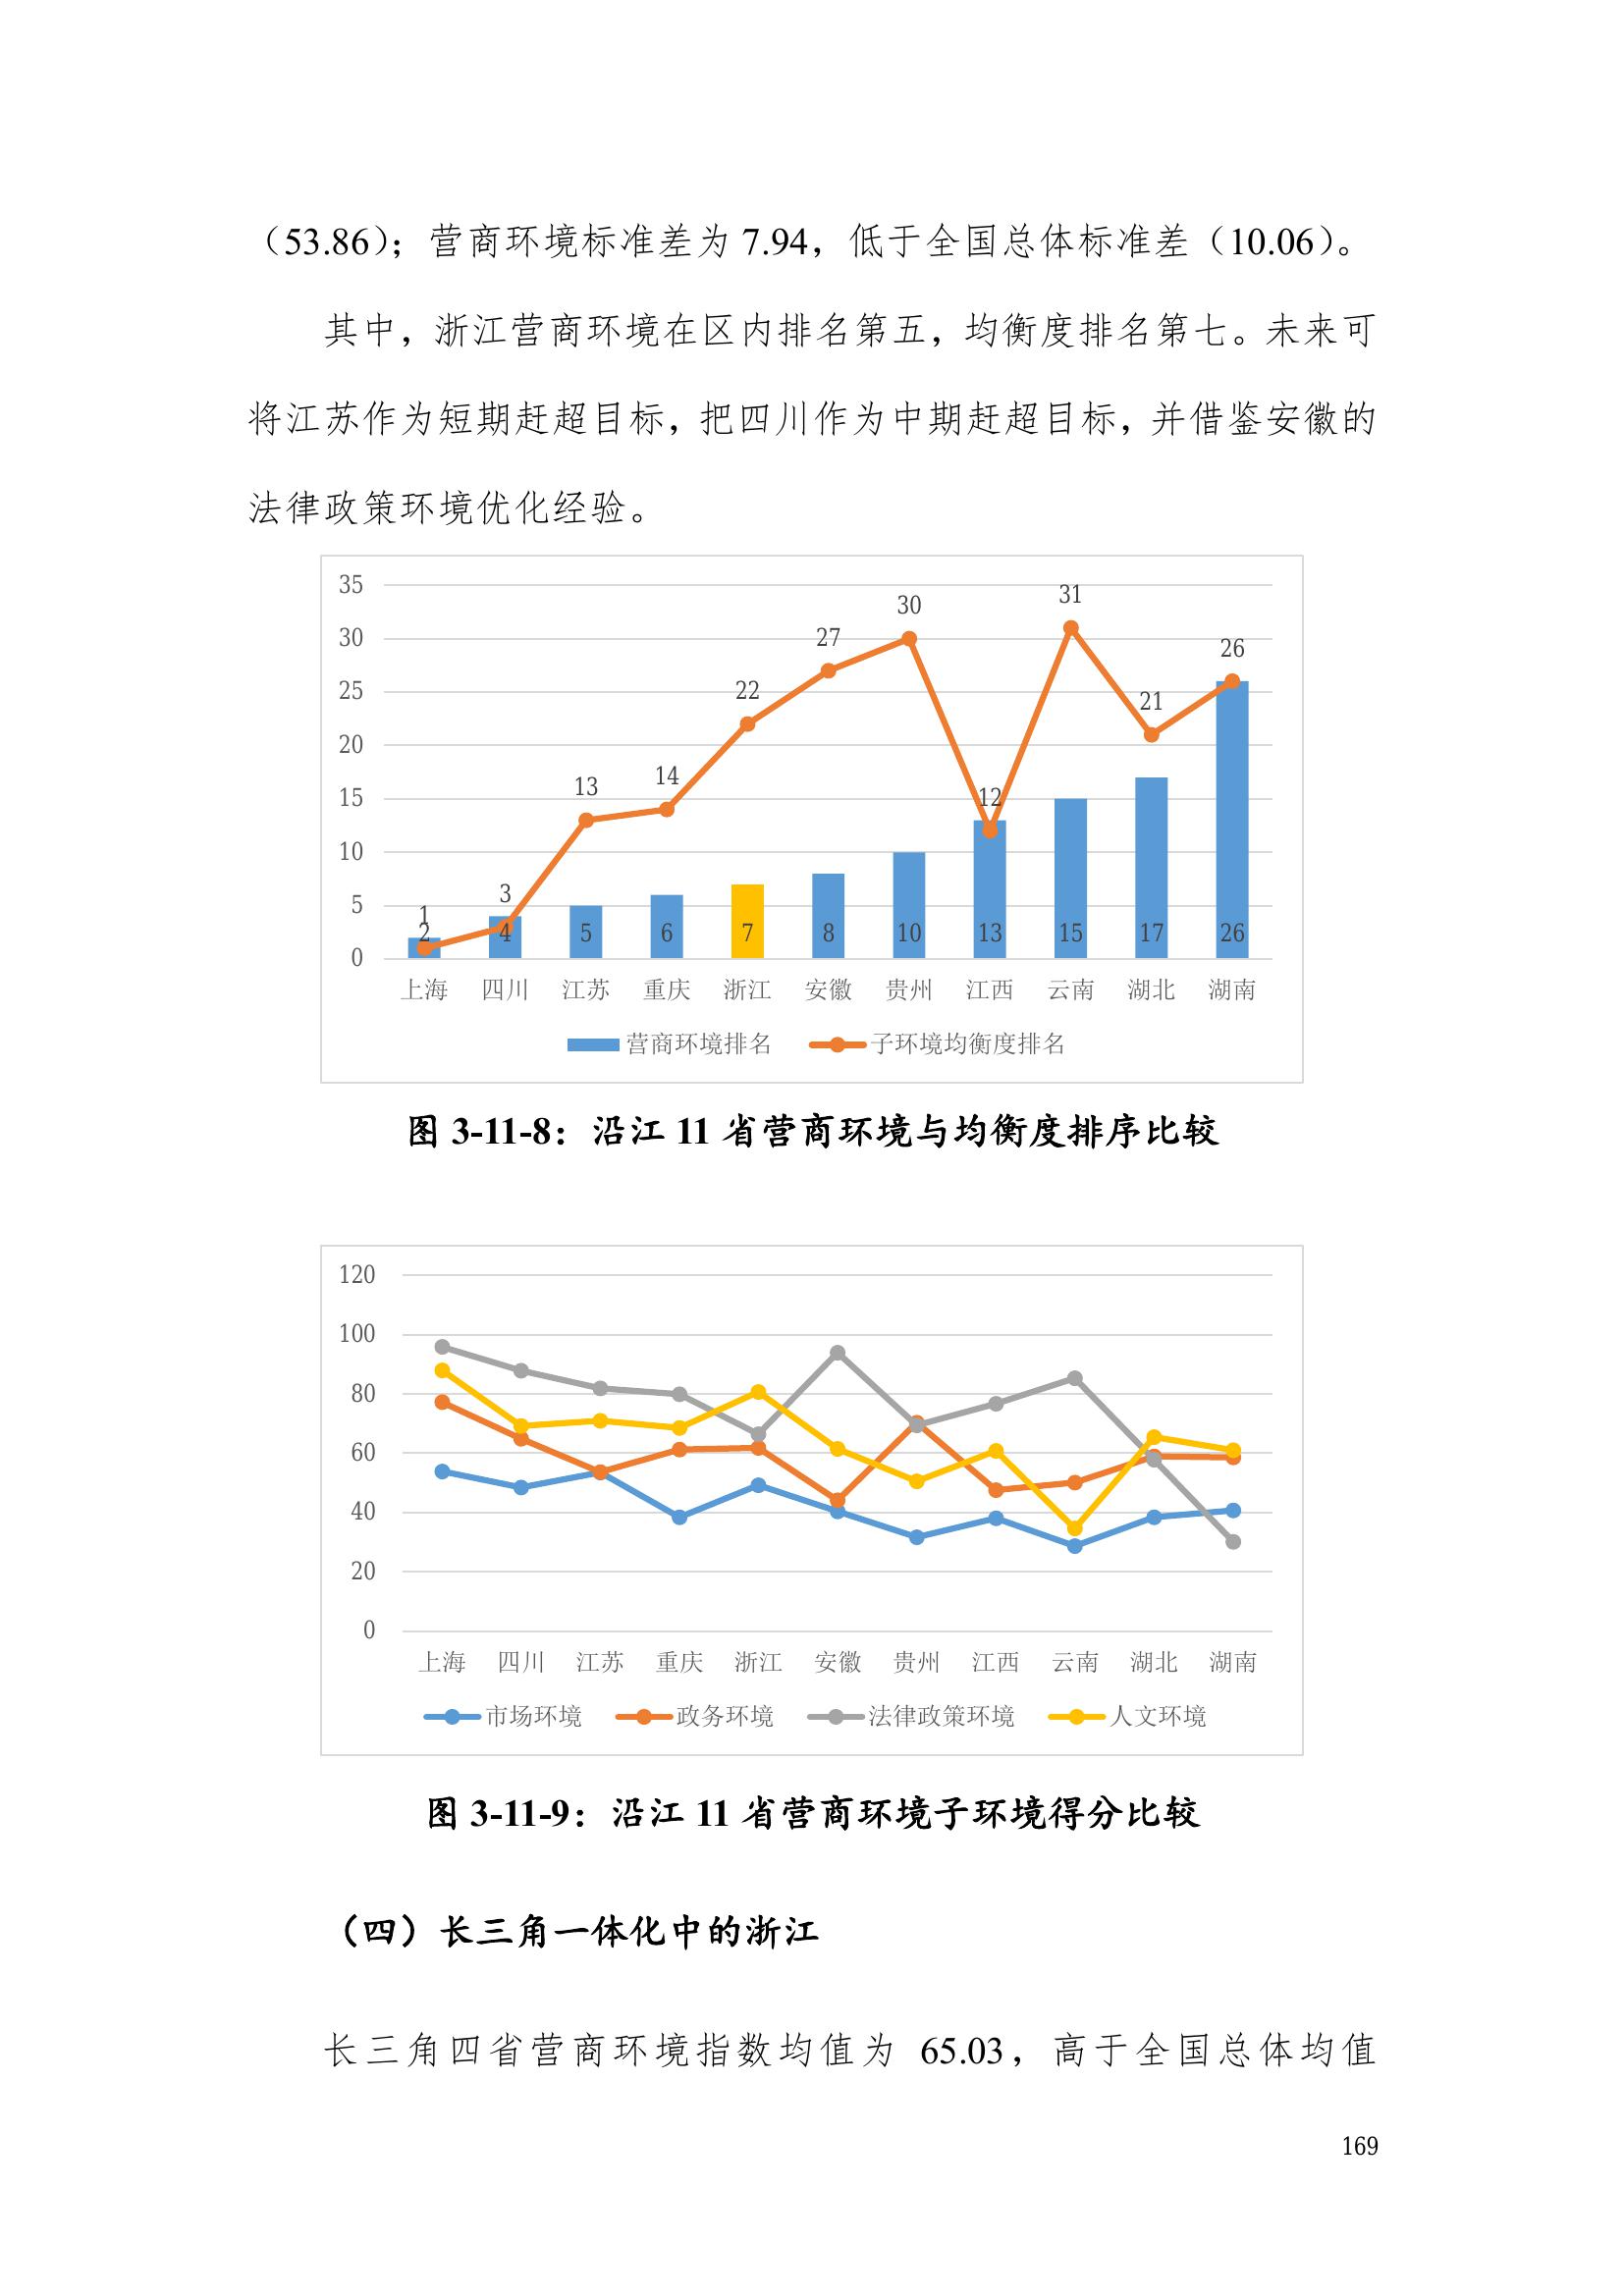 （53.86）；营商环境标准差为 7.94，低于全国总体标准差（10.06）。
其中，浙江营商环境在区内排名第五，均衡度排名第七。未来可
将江苏作为短期赶超目标，把四川作为中期赶超目标，并借鉴安徽的
法律政策环境优化经验。
35
30
25
20
15
10
5
0
1 3 13 14 22 27 30 12 31 21 26
2 4 5 6 7 8 10 13 15 17 26
上海 四川 江苏 重庆 浙江 安徽 贵州 江西 云南 湖北 湖南
营商环境排名 子环境均衡度排名
图 3-11-8：沿江 11 省营商环境与均衡度排序比较
120
100
80
60
40
20
0
上海 四川 江苏 重庆 浙江 安徽 贵州 江西 云南 湖北 湖南
市场环境 政务环境 法律政策环境 人文环境
图 3-11-9：沿江 11 省营商环境子环境得分比较
（四）长三角一体化中的浙江
长三角四省营商环境指数均值为 65.03，高于全国总体均值
169